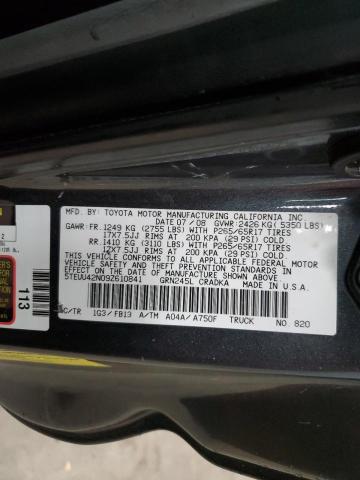 MFD. BY: TOYOTA MOTOR MANUFACTURING CALIFORNIA INC.
DATE 07 / 08 GVWR: 2426 KG ( 5350 LBS)
GAWR: FR. 1249 KG (2755 LBS) WITH P265/65R17 TIRES
17X7.5JJ RIMS AT 200 KPA (29 PSI) COLD.
RR. 1410 KG (3110 LBS) WITH P265/65R17 TIRES
17X7.5JJ RIMS AT 200 KPA (29 PSI) COLD.
THIS VEHICLE CONFORMS TO ALL APPLICABLE FEDERAL MOTOR
VEHICLE SAFETY AND THEFT PREVENTION STANDARDS IN
EFFECT ON THE DATE OF MANUFACTURE SHOWN ABOVE.
5TEUU42N09Z610841 GRN245L CRADKA MADE IN U.S.A.
C/TR 1G3 / FB13 A/TM A04A / A750F TRUCK NO. 820
113